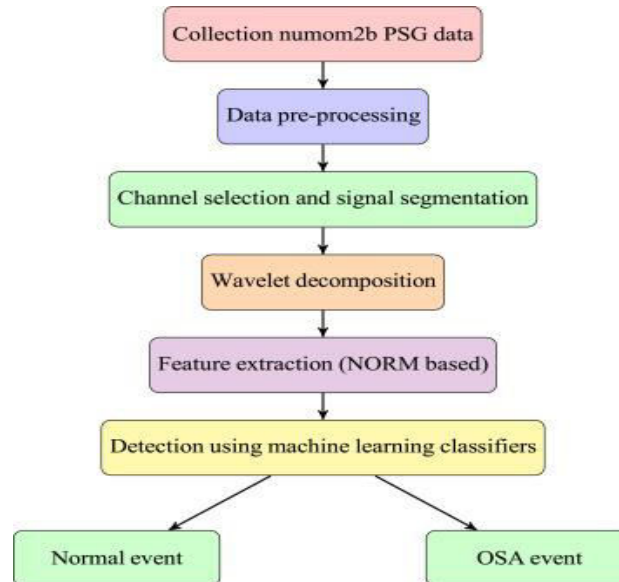 Collection numom2b PSG data
Data pre-processing
Channel selection and signal segmentation
Wavelet decomposition
Feature extraction (NORM based)
Detection using machine learning classifiers
Normal event
OSA event